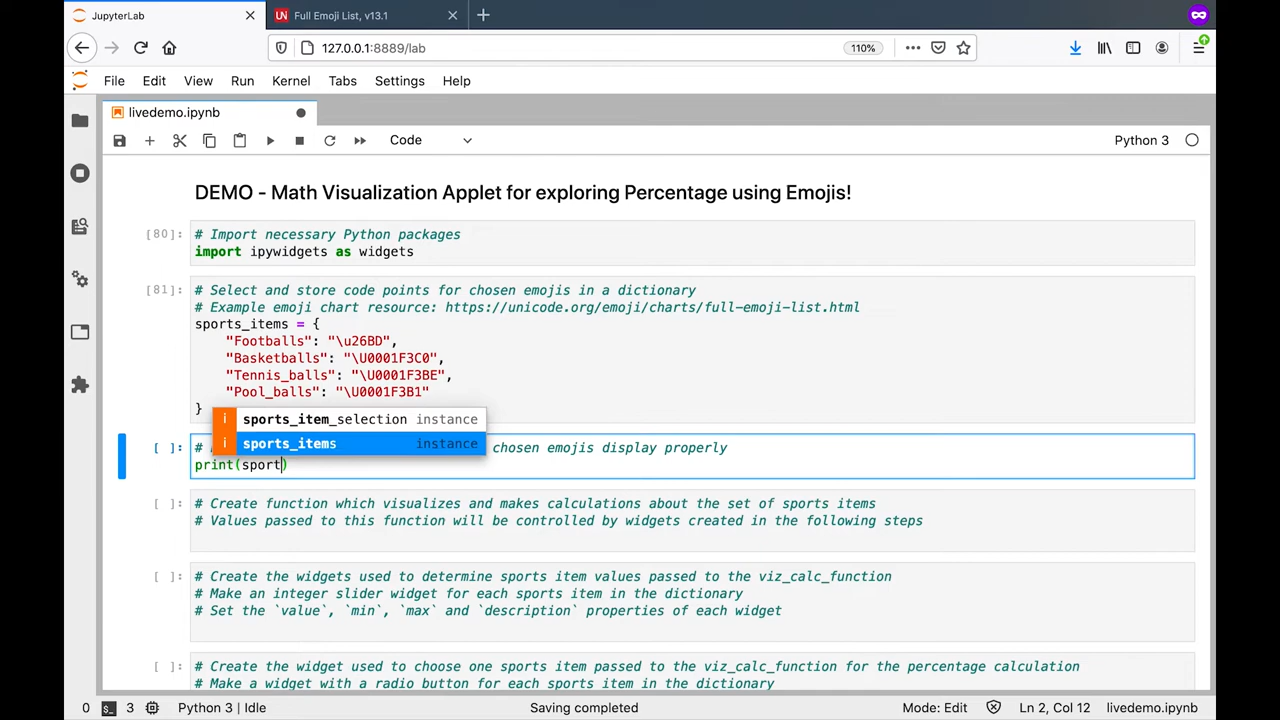 JupyterLab
UN Full Emoji List, v13.1
127.0.0.1:8889/lab
110%
File Edit View Run Kernel Tabs Settings Help
livedemo.ipynb
Code
Python 3
DEMO - Math Visualization Applet for exploring Percentage using Emojis!
[80]: # Import necessary Python packages
import ipywidgets as widgets
[81]: # Select and store code points for chosen emojis in a dictionary
# Example emoji chart resource: https://unicode.org/emoji/charts/full-emoji-list.html
sports_items = {
"Footballs": "\u26BD",
"Basketballs": "\U0001F3C0",
"Tennis_balls": "\U0001F3BE",
"Pool_balls": "\U0001F3B1"
}
i sports_item_selection instance
i sports_items instance
[ ]: # chosen emojis display properly
print(sport)
[ ]: # Create function which visualizes and makes calculations about the set of sports items
# Values passed to this function will be controlled by widgets created in the following steps
[ ]: # Create the widgets used to determine sports item values passed to the viz_calc_function
# Make an integer slider widget for each sports item in the dictionary
# Set the `value`, `min`, `max` and `description` properties of each widget
[ ]: # Create the widget used to choose one sports item passed to the viz_calc_function for the percentage calculation
# Make a widget with a radio button for each sports item in the dictionary
0 3 Python 3 | Idle Saving completed Mode: Edit Ln 2, Col 12 livedemo.ipynb